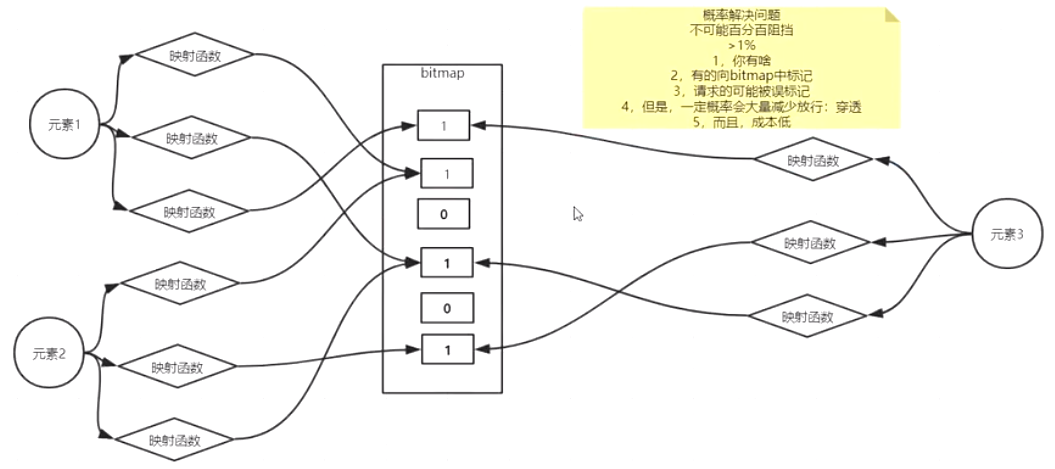 概率解决问题
不可能百分百阻挡
>1%
1，你有啥
2，有的向bitmap中标记
3，请求的可能被误标记
4，但是，一定概率会大量减少放行：穿透
5，而且，成本低
映射函数
映射函数
映射函数
元素1
映射函数
映射函数
映射函数
元素2
bitmap
1
1
0
1
0
1
映射函数
映射函数
映射函数
元素3